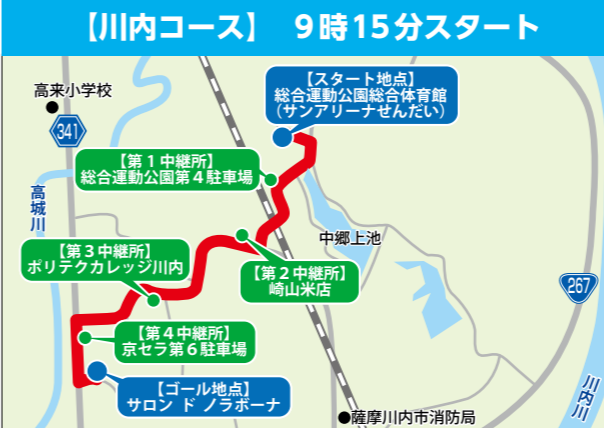 【川内コース】 9時15分スタート
高来小学校
341
【スタート地点】
総合運動公園総合体育館
(サンアリーナせんだい)
【第1中継所】
総合運動公園第4駐車場
高城川
中郷上池
【第3中継所】
ポリテクカレッジ川内
【第2中継所】
崎山米店
267
【第4中継所】
京セラ第6駐車場
【ゴール地点】
サロン ド ノラボーナ
川内川
薩摩川内市消防局